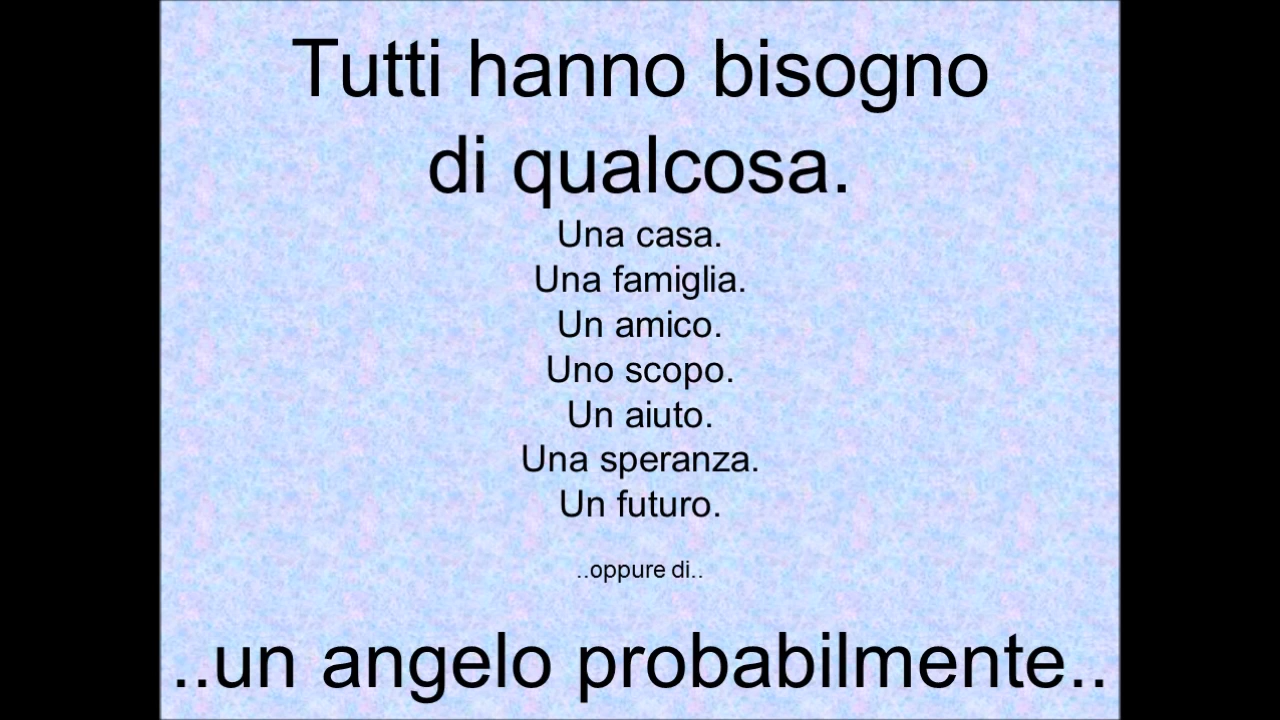 Tutti hanno bisogno
di qualcosa.
Una casa.
Una famiglia.
Un amico.
Uno scopo.
Un aiuto.
Una speranza.
Un futuro.
..oppure di..
..un angelo probabilmente..